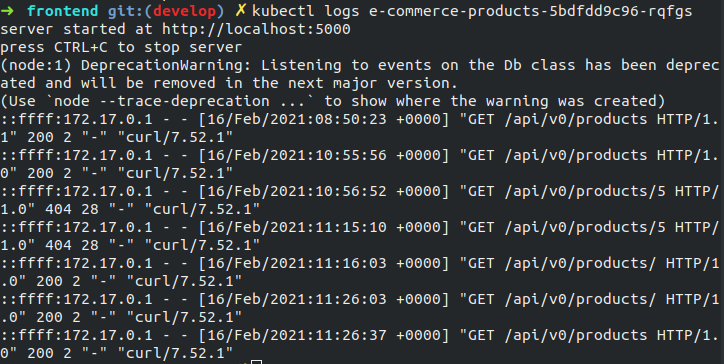 ➜ frontend git:(develop) ✗ kubectl logs e-commerce-products-5bdfdd9c96-rqfgs
server started at http://localhost:5000
press CTRL+C to stop server
(node:1) DeprecationWarning: Listening to events on the Db class has been deprec
ated and will be removed in the next major version.
(Use `node --trace-deprecation ...` to show where the warning was created)
::ffff:172.17.0.1 - - [16/Feb/2021:08:50:23 +0000] "GET /api/v0/products HTTP/1.
1" 200 2 "-" "curl/7.52.1"
::ffff:172.17.0.1 - - [16/Feb/2021:10:55:56 +0000] "GET /api/v0/products HTTP/1.
0" 200 2 "-" "curl/7.52.1"
::ffff:172.17.0.1 - - [16/Feb/2021:10:56:52 +0000] "GET /api/v0/products/5 HTTP/
1.0" 404 28 "-" "curl/7.52.1"
::ffff:172.17.0.1 - - [16/Feb/2021:11:15:10 +0000] "GET /api/v0/products/5 HTTP/
1.0" 404 28 "-" "curl/7.52.1"
::ffff:172.17.0.1 - - [16/Feb/2021:11:16:03 +0000] "GET /api/v0/products/ HTTP/1
.0" 200 2 "-" "curl/7.52.1"
::ffff:172.17.0.1 - - [16/Feb/2021:11:26:03 +0000] "GET /api/v0/products/ HTTP/1
.0" 200 2 "-" "curl/7.52.1"
::ffff:172.17.0.1 - - [16/Feb/2021:11:26:37 +0000] "GET /api/v0/products HTTP/1.
0" 200 2 "-" "curl/7.52.1"